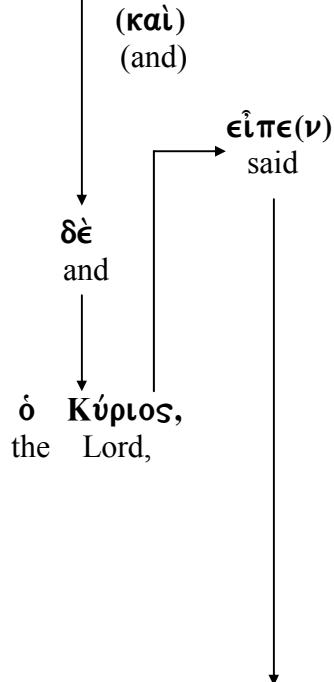 (καὶ)
(and)
εἶπε(ν)
said
δὲ
and
ὁ Κύριος,
the Lord,